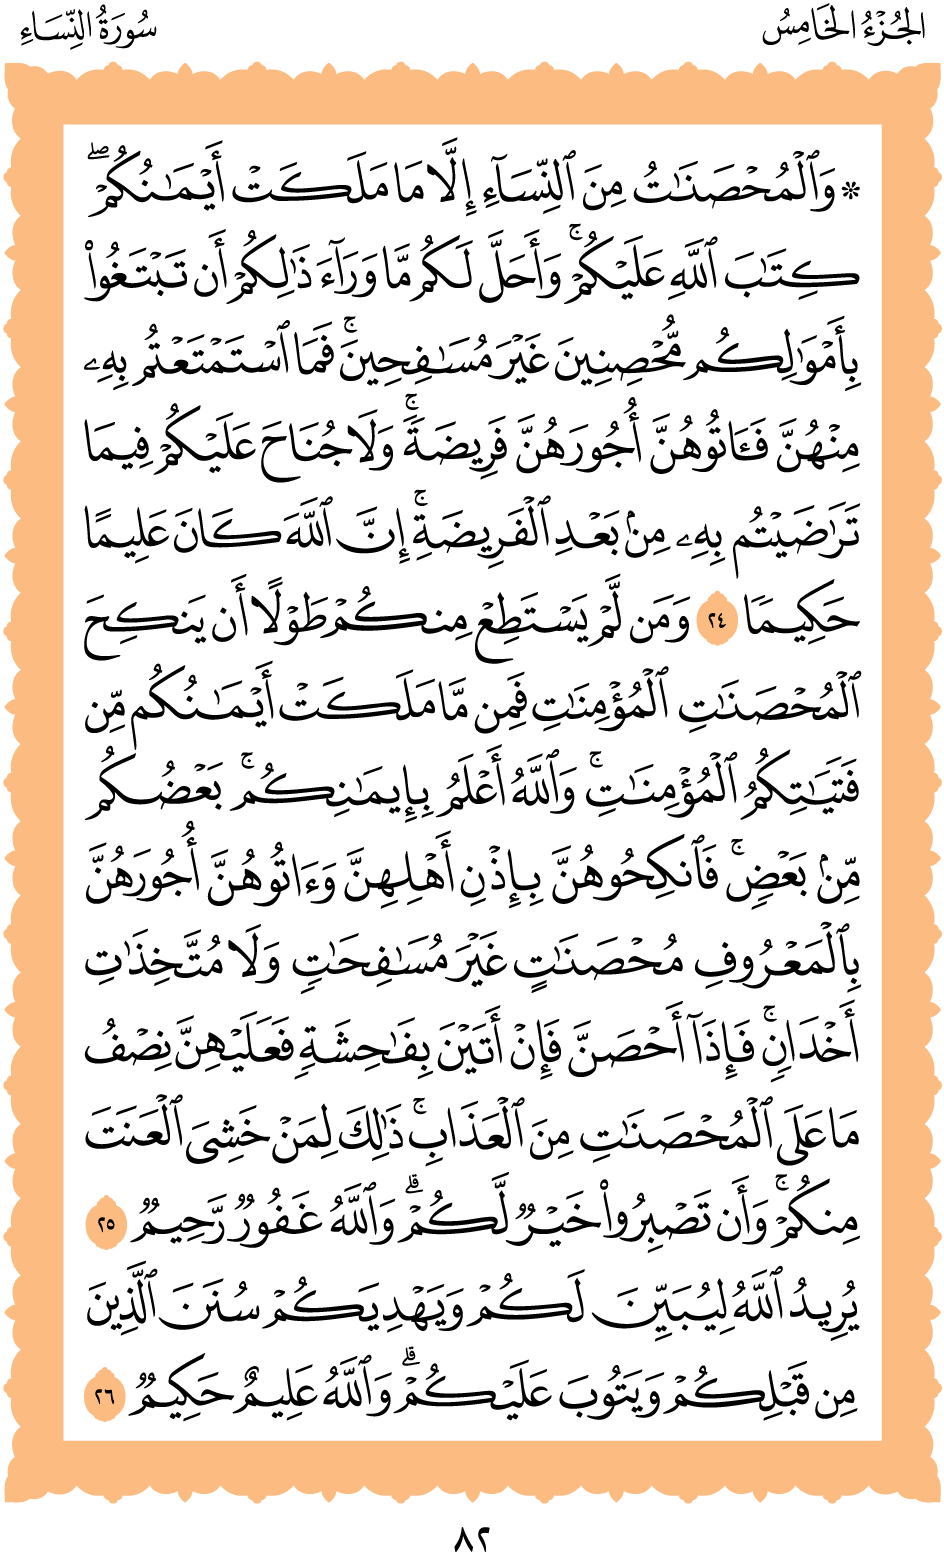 الجُزْءُ الخَامِسُ
سُورَةُ النِّسَاءِ
۞ وَٱلْمُحْصَنَٰتُ مِنَ ٱلنِّسَآءِ إِلَّا مَا مَلَكَتْ أَيْمَٰنُكُمْۖ
كِتَٰبَ ٱللَّهِ عَلَيْكُمْۚ وَأَحَلَّ لَكُم مَّا وَرَآءَ ذَٰلِكُمْ أَن تَبْتَغُوا۟
بِأَمْوَٰلِكُم مُّحْصِنِينَ غَيْرَ مُسَٰفِحِينَۚ فَمَا ٱسْتَمْتَعْتُم بِهِۦ
مِنْهُنَّ فَـَٔاتُوهُنَّ أُجُورَهُنَّ فَرِيضَةًۚ وَلَا جُنَاحَ عَلَيْكُمْ فِيمَا
تَرَٰضَيْتُم بِهِۦ مِنۢ بَعْدِ ٱلْفَرِيضَةِۚ إِنَّ ٱللَّهَ كَانَ عَلِيمًا
حَكِيمًا ٢٤ وَمَن لَّمْ يَسْتَطِعْ مِنكُمْ طَوْلًا أَن يَنكِحَ
ٱلْمُحْصَنَٰتِ ٱلْمُؤْمِنَٰتِ فَمِن مَّا مَلَكَتْ أَيْمَٰنُكُم مِّن
فَتَيَٰتِكُمُ ٱلْمُؤْمِنَٰتِۚ وَٱللَّهُ أَعْلَمُ بِإِيمَٰنِكُمۚ بَعْضُكُم
مِّنۢ بَعْضٍۚ فَٱنكِحُوهُنَّ بِإِذْنِ أَهْلِهِنَّ وَءَاتُوهُنَّ أُجُورَهُنَّ
بِٱلْمَعْرُوفِ مُحْصَنَٰتٍ غَيْرَ مُسَٰفِحَٰتٍ وَلَا مُتَّخِذَٰتِ
أَخْدَانٍۚ فَإِذَآ أُحْصِنَّ فَإِنْ أَتَيْنَ بِفَٰحِشَةٍ فَعَلَيْهِنَّ نِصْفُ
مَا عَلَى ٱلْمُحْصَنَٰتِ مِنَ ٱلْعَذَابِۚ ذَٰلِكَ لِمَنْ خَشِىَ ٱلْعَنَتَ
مِنكُمْۚ وَأَن تَصْبِرُوا۟ خَيْرٌ لَّكُمْۗ وَٱللَّهُ غَفُورٌ رَّحِيمٌ ٢٥
يُرِيدُ ٱللَّهُ لِيُبَيِّنَ لَكُمْ وَيَهْدِيَكُمْ سُنَنَ ٱلَّذِينَ
مِن قَبْلِكُمْ وَيَتُوبَ عَلَيْكُمْۗ وَٱللَّهُ عَلِيمٌ حَكِيمٌ ٢٦
٨٢